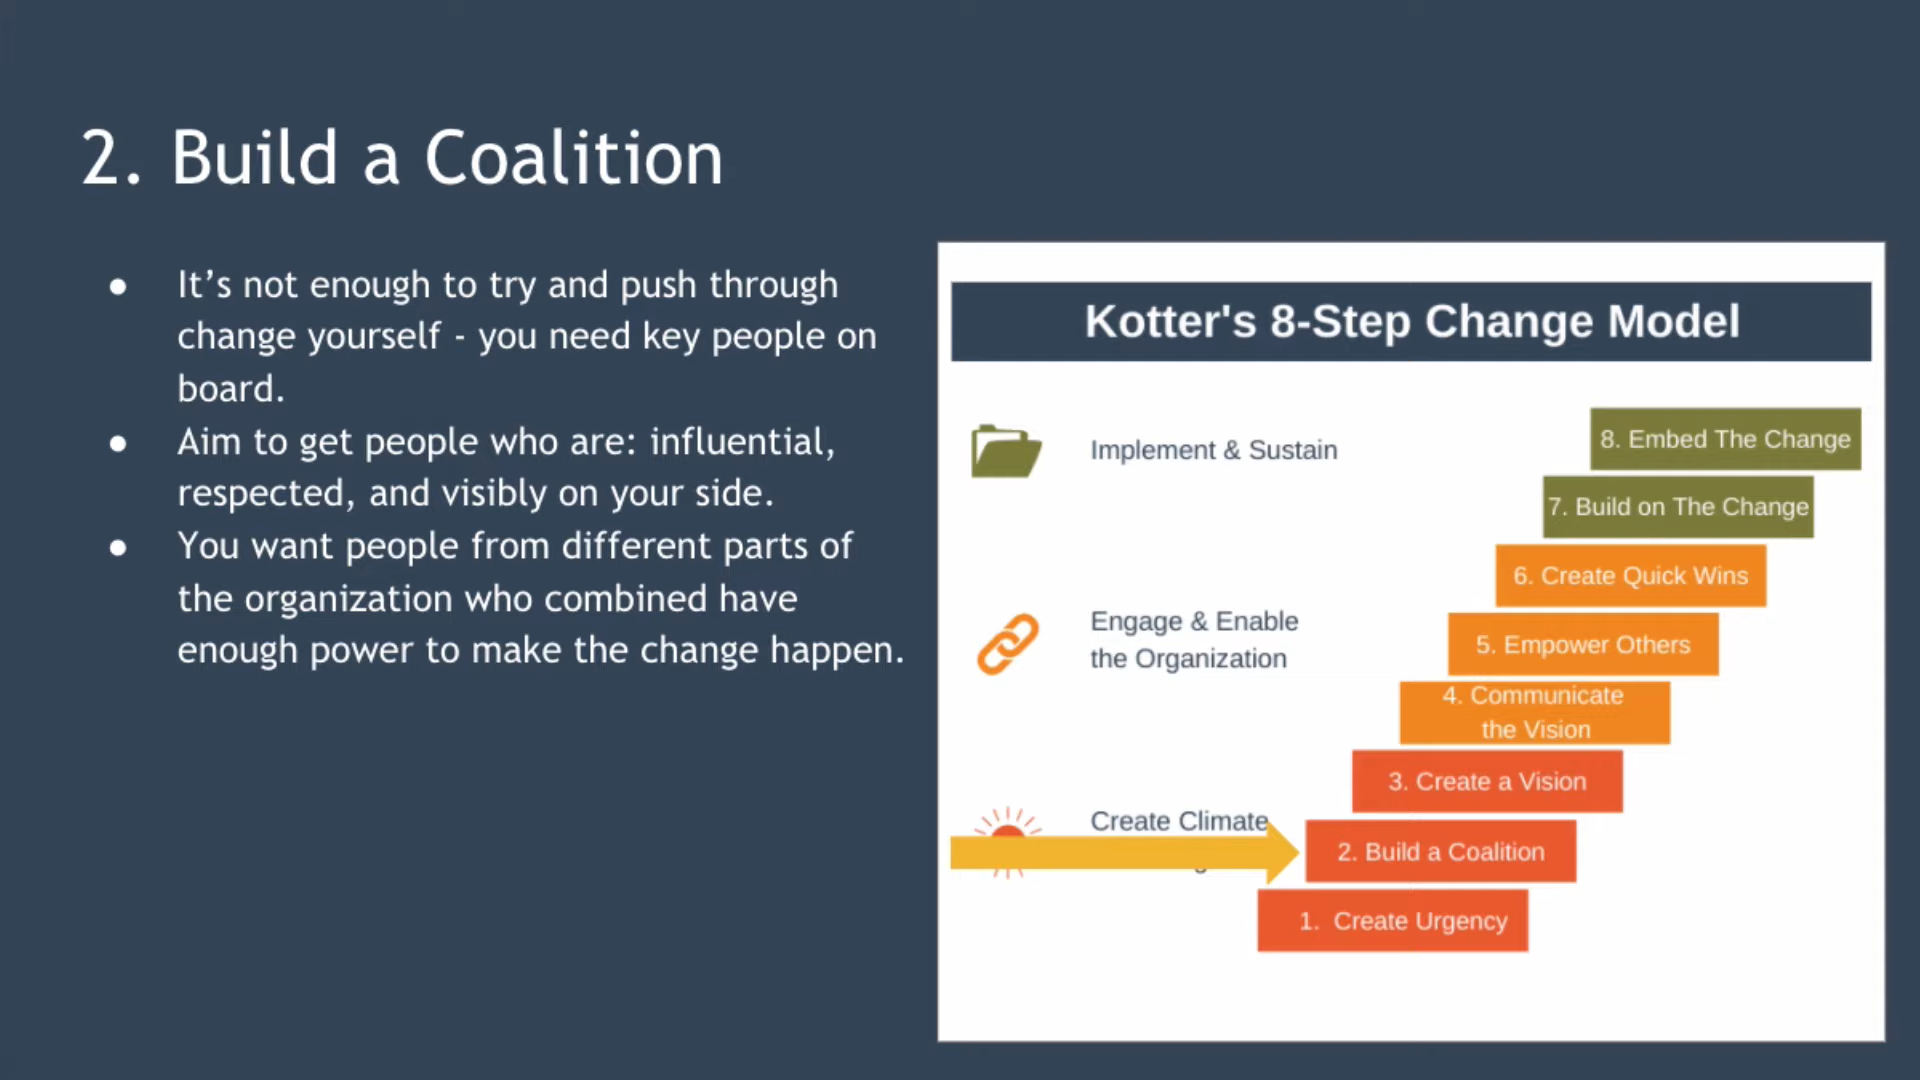 2. Build a Coalition
● It’s not enough to try and push through
change yourself - you need key people on
board.
● Aim to get people who are: influential,
respected, and visibly on your side.
● You want people from different parts of
the organization who combined have
enough power to make the change happen.
Kotter's 8-Step Change Model
Implement & Sustain
8. Embed The Change
7. Build on The Change
6. Create Quick Wins
Engage & Enable
the Organization
5. Empower Others
4. Communicate
the Vision
3. Create a Vision
Create Climate
2. Build a Coalition
1. Create Urgency